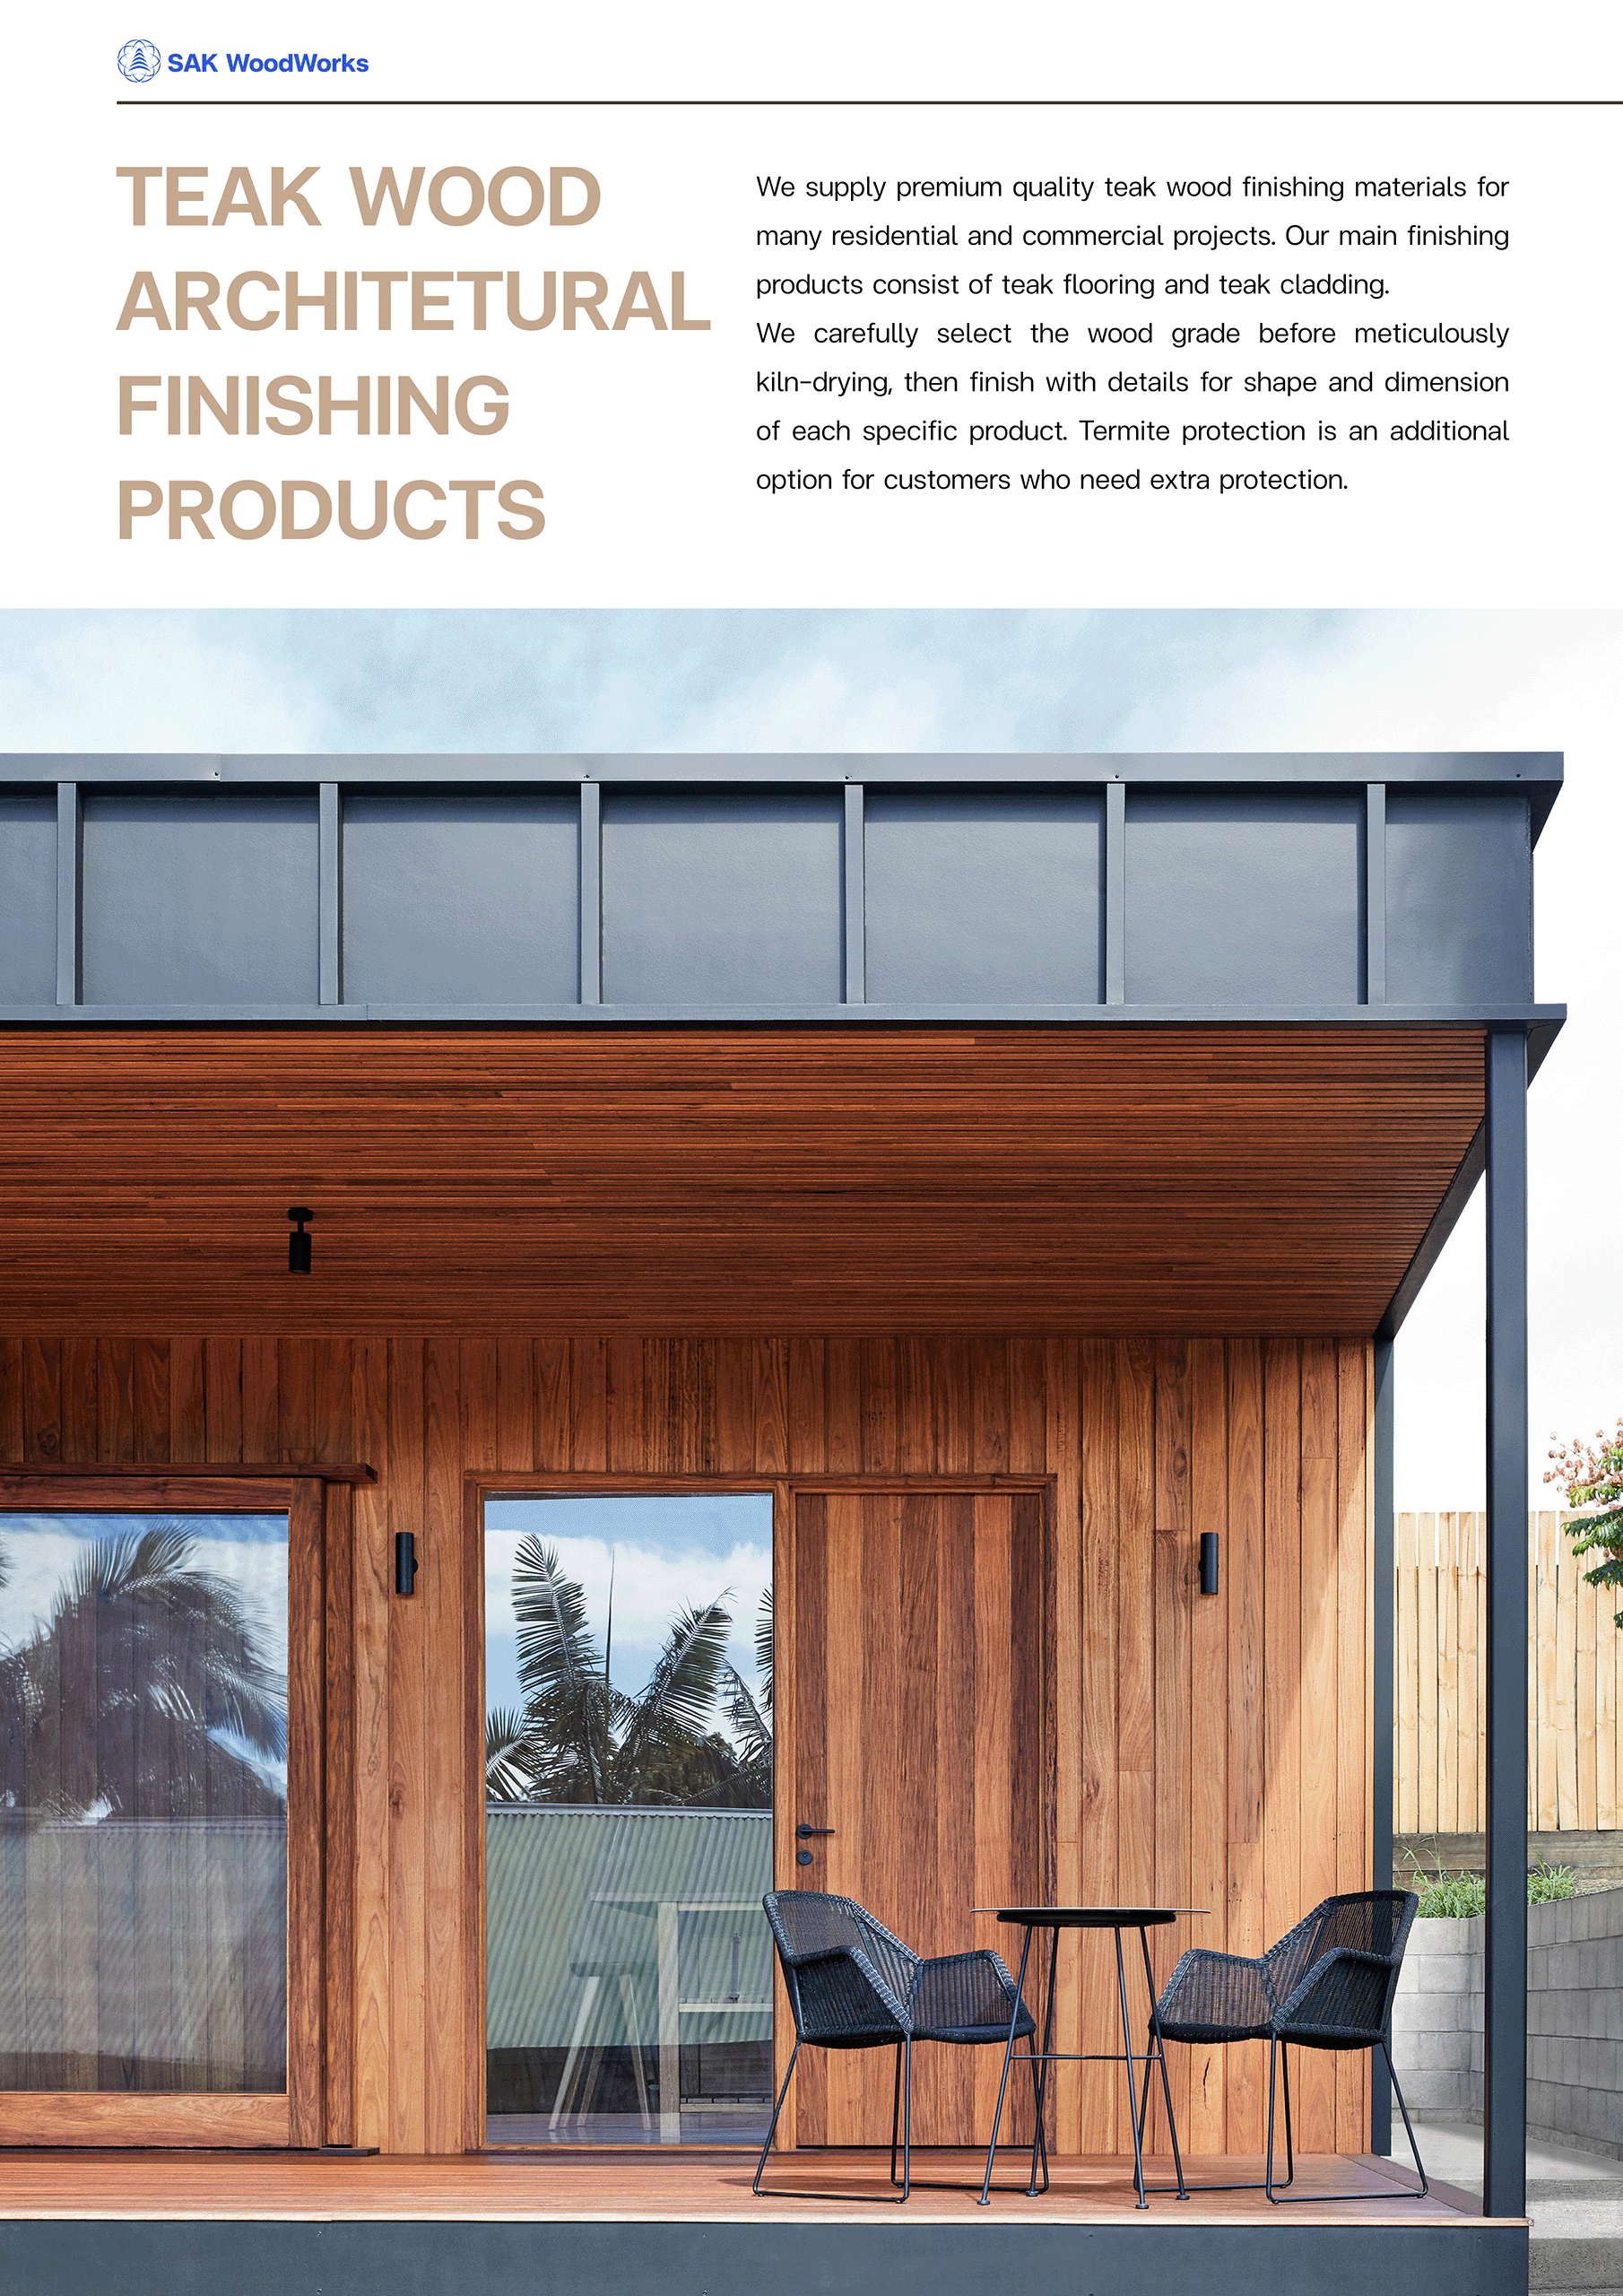 SAK WoodWorks
TEAK WOOD
ARCHITETURAL
FINISHING
PRODUCTS
We supply premium quality teak wood finishing materials for
many residential and commercial projects. Our main finishing
products consist of teak flooring and teak cladding.
We carefully select the wood grade before meticulously
kiln-drying, then finish with details for shape and dimension
of each specific product. Termite protection is an additional
option for customers who need extra protection.